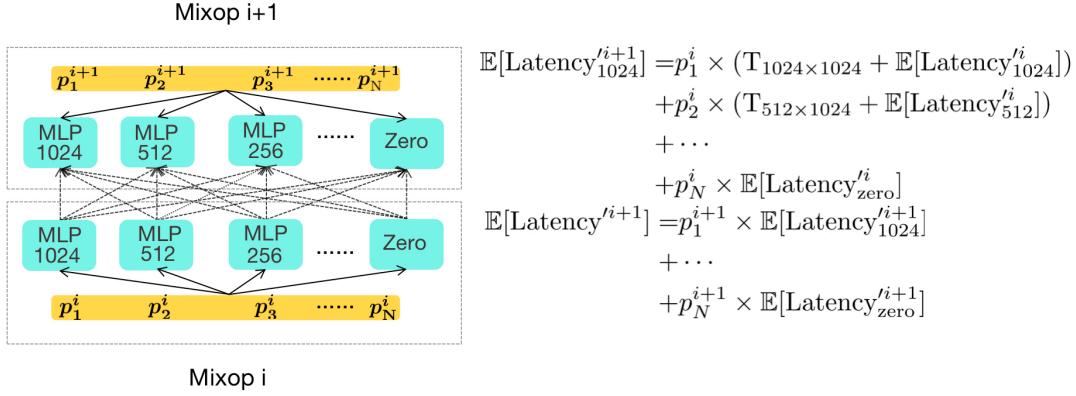 Mixop i+1
p_1^{i+1} p_2^{i+1} p_3^{i+1} ······ p_N^{i+1}
MLP 1024 MLP 512 MLP 256 ······ Zero
MLP 1024 MLP 512 MLP 256 ······ Zero
p_1^i p_2^i p_3^i ······ p_N^i
Mixop i
𝔼[Latency′^{i+1}_{1024}] = p_1^i × (T_{1024×1024} + 𝔼[Latency′^i_{1024}])
+p_2^i × (T_{512×1024} + 𝔼[Latency′^i_{512}])
+ ···
+p_N^i × 𝔼[Latency′^i_{zero}]
𝔼[Latency′^{i+1}] = p_1^{i+1} × 𝔼[Latency′^{i+1}_{1024}]
+ ···
+p_N^{i+1} × 𝔼[Latency′^{i+1}_{zero}]